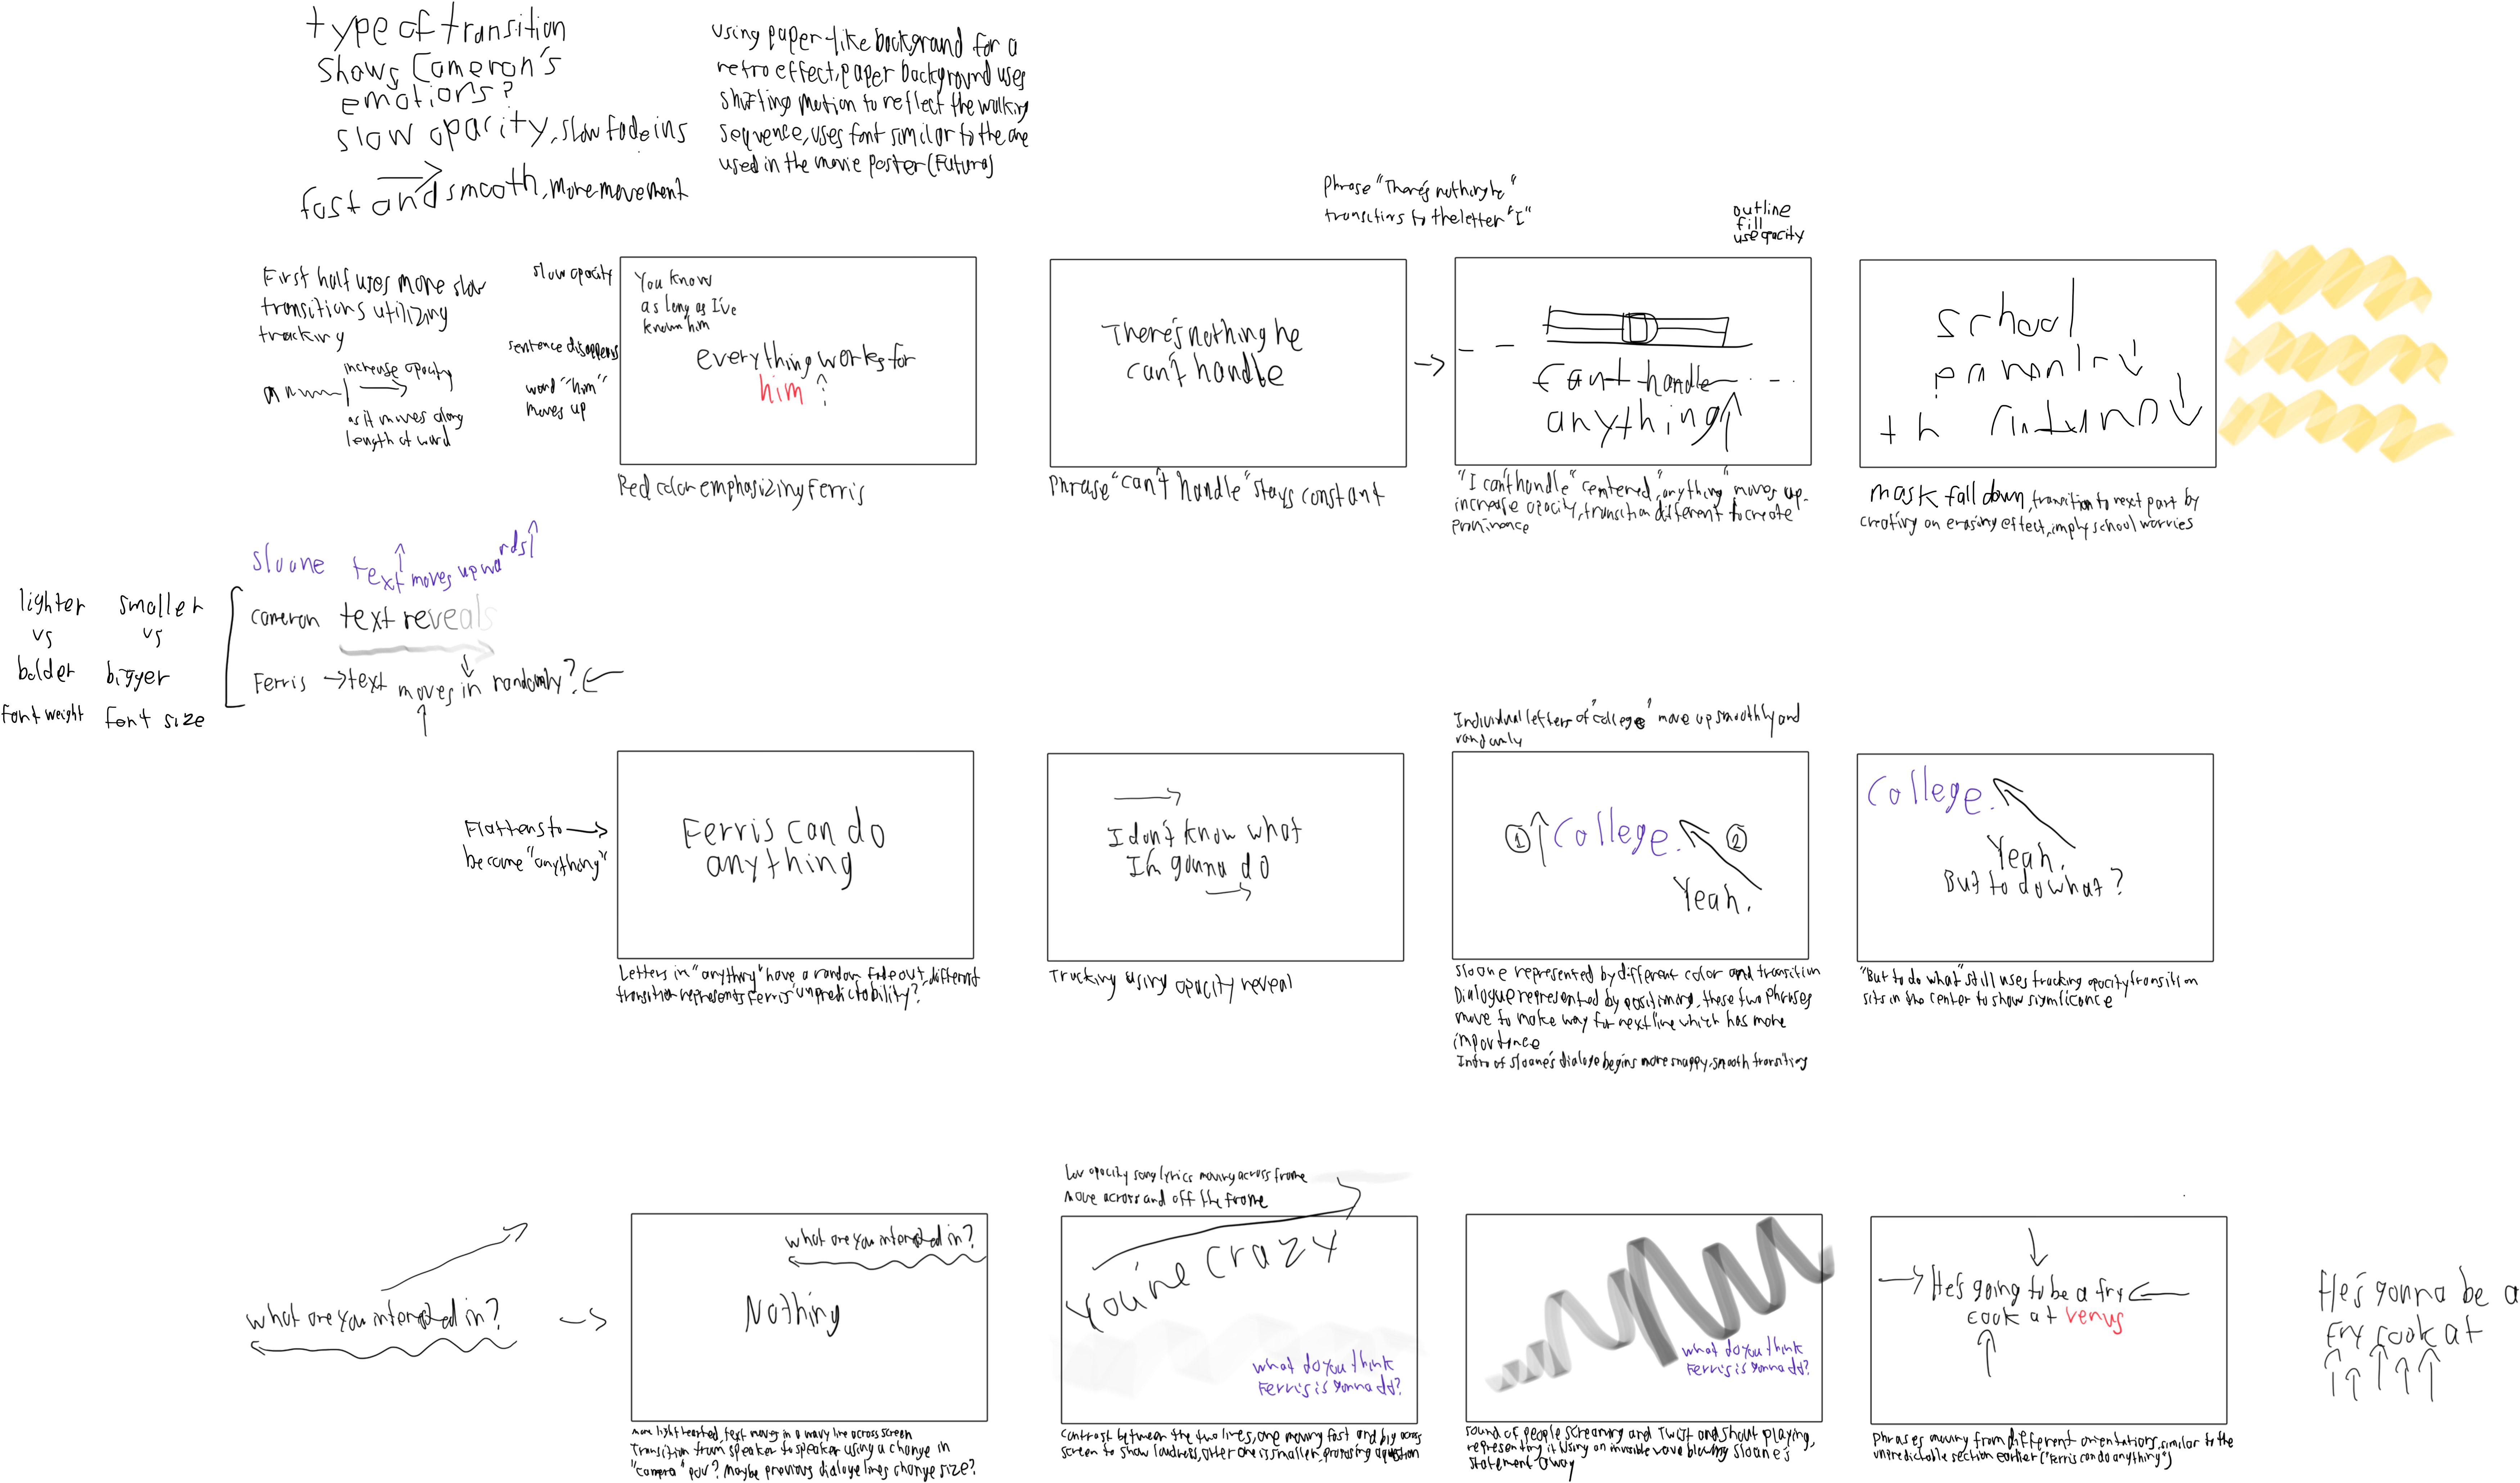 type of transition
shows Cameron's
emotions?
slow opacity, slow fade ins
fast and smooth, more movement
using paper-like background for a
retro effect, paper background uses
shifting motion to reflect the walking
sequence, uses font similar to the one
used in the movie poster (Futura)
Phrase "There's nothing he"
transitions to the letter "I"
outline
fill
use opacity
First half uses more slow
transitions utilizing
tracking
increase opacity
as it moves along
length of word
slow opacity
sentence disappears
word "him"
moves up
You know
as long as I've
known him
everything works for
him
Red color emphasizing Ferris
There's nothing he
can't handle
Phrase "can't handle" stays constant
can't handle
anything
"I can't handle" centered, "anything" moves up,
increase opacity, transition different to create
prominence
school
mask fall down, transition to next part by
creating an erasing effect, imply school worries
sloane text moves upwards
cameron text reveals
Ferris text moves in randomly?
lighter smaller
vs vs
bolder bigger
font weight font size
Flattens to
become "anything"
Ferris can do
anything
Letters in "anything" have a random fade out, different
transition represents Ferris' unpredictability?
I don't know what
I'm gonna do
Tracking using opacity reveal
Individual letters of "college" move up smoothly and
randomly
① College. ②
Yeah.
Sloane represented by different color and transition
Dialogue represented by positioning, these two phrases
move to make way for next line which has more
importance
Intro of Sloane's dialoge begins more snappy, smooth transitions
College.
Yeah.
But to do what?
"But to do what" still uses tracking opacity transition
sits in the center to show significance
what are you interested in?
what are you interested in?
Nothing
more light hearted, text moves in a wavy line across screen
Transition from speaker to speaker using a change in
"camera" pov? maybe previous dialoge lines change size?
Low opacity song lyrics moving across frame
move across and off the frame
You're crazy
what do you think
Ferris is gonna do?
contrast between the two lines, one moving fast and big across
screen to show loudness, other one is smaller, proposing a question
what do you think
Ferris is gonna do?
sound of people screaming and Twist and Shout playing,
representing it using an invisible wave blowing Sloane's
statement away
He's going to be a fry
cook at venus
Phrases moving from different orientations, similar to the
unpredictable section earlier ("Ferris can do anything")
He's gonna be a
fry cook at